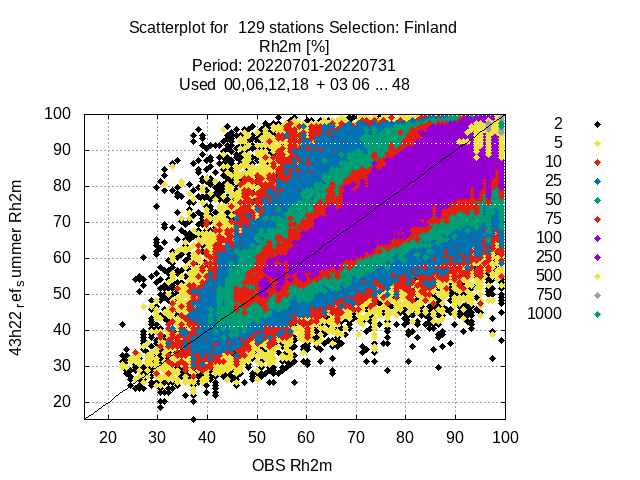 Scatterplot for  129 stations Selection: Finland
Rh2m [%]
Period: 20220701-20220731
Used  00,06,12,18  + 03 06 ... 48
43h22_ref_summer Rh2m
100
90
80
70
60
50
40
30
20
20 30 40 50 60 70 80 90 100
OBS Rh2m
2
5
10
25
50
75
100
250
500
750
1000